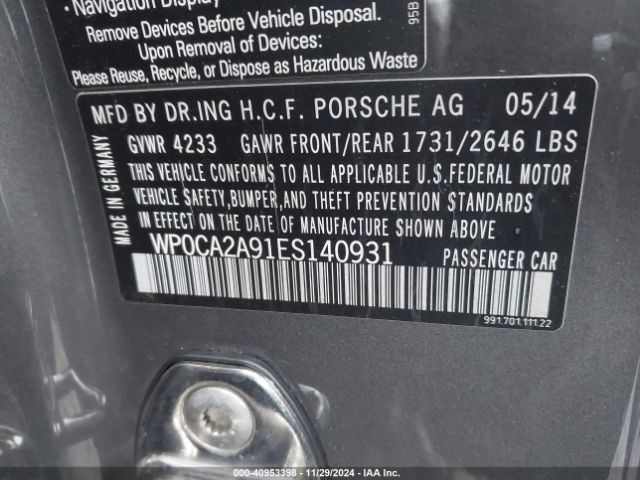 · Navigation Display
Remove Devices Before Vehicle Disposal.
Upon Removal of Devices:
Please Reuse, Recycle, or Dispose as Hazardous Waste
95B
MFD BY DR.ING H.C.F. PORSCHE AG 05/14
GVWR 4233 GAWR FRONT/REAR 1731/2646 LBS
THIS VEHICLE CONFORMS TO ALL APPLICABLE U.S.FEDERAL MOTOR
VEHICLE SAFETY,BUMPER,AND THEFT PREVENTION STANDARDS
IN EFFECT ON THE DATE OF MANUFACTURE SHOWN ABOVE
WP0CA2A91ES140931 PASSENGER CAR
MADE IN GERMANY
991.701.111.22
000-40953398 - 11/29/2024 - IAAI.COM